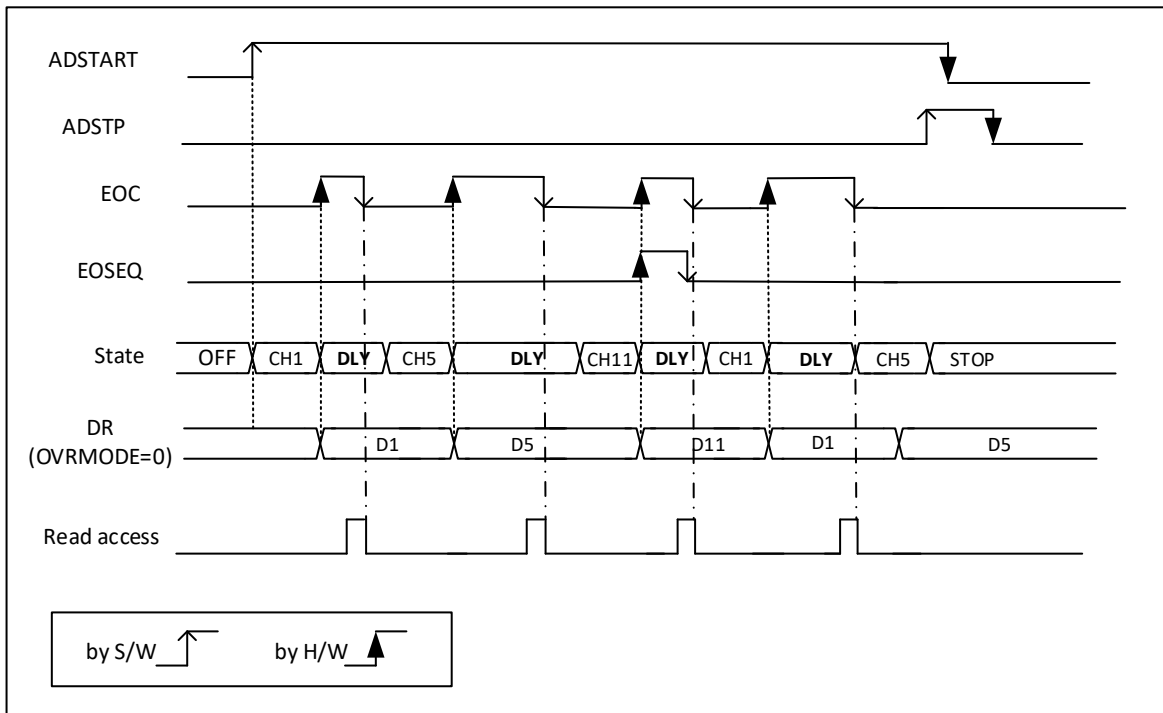 ADSTART
ADSTP
EOC
EOSEQ
State OFF CH1 DLY CH5 DLY CH11 DLY CH1 DLY CH5 STOP
DR
(OVRMODE=0) D1 D5 D11 D1 D5
Read access
by S/W by H/W